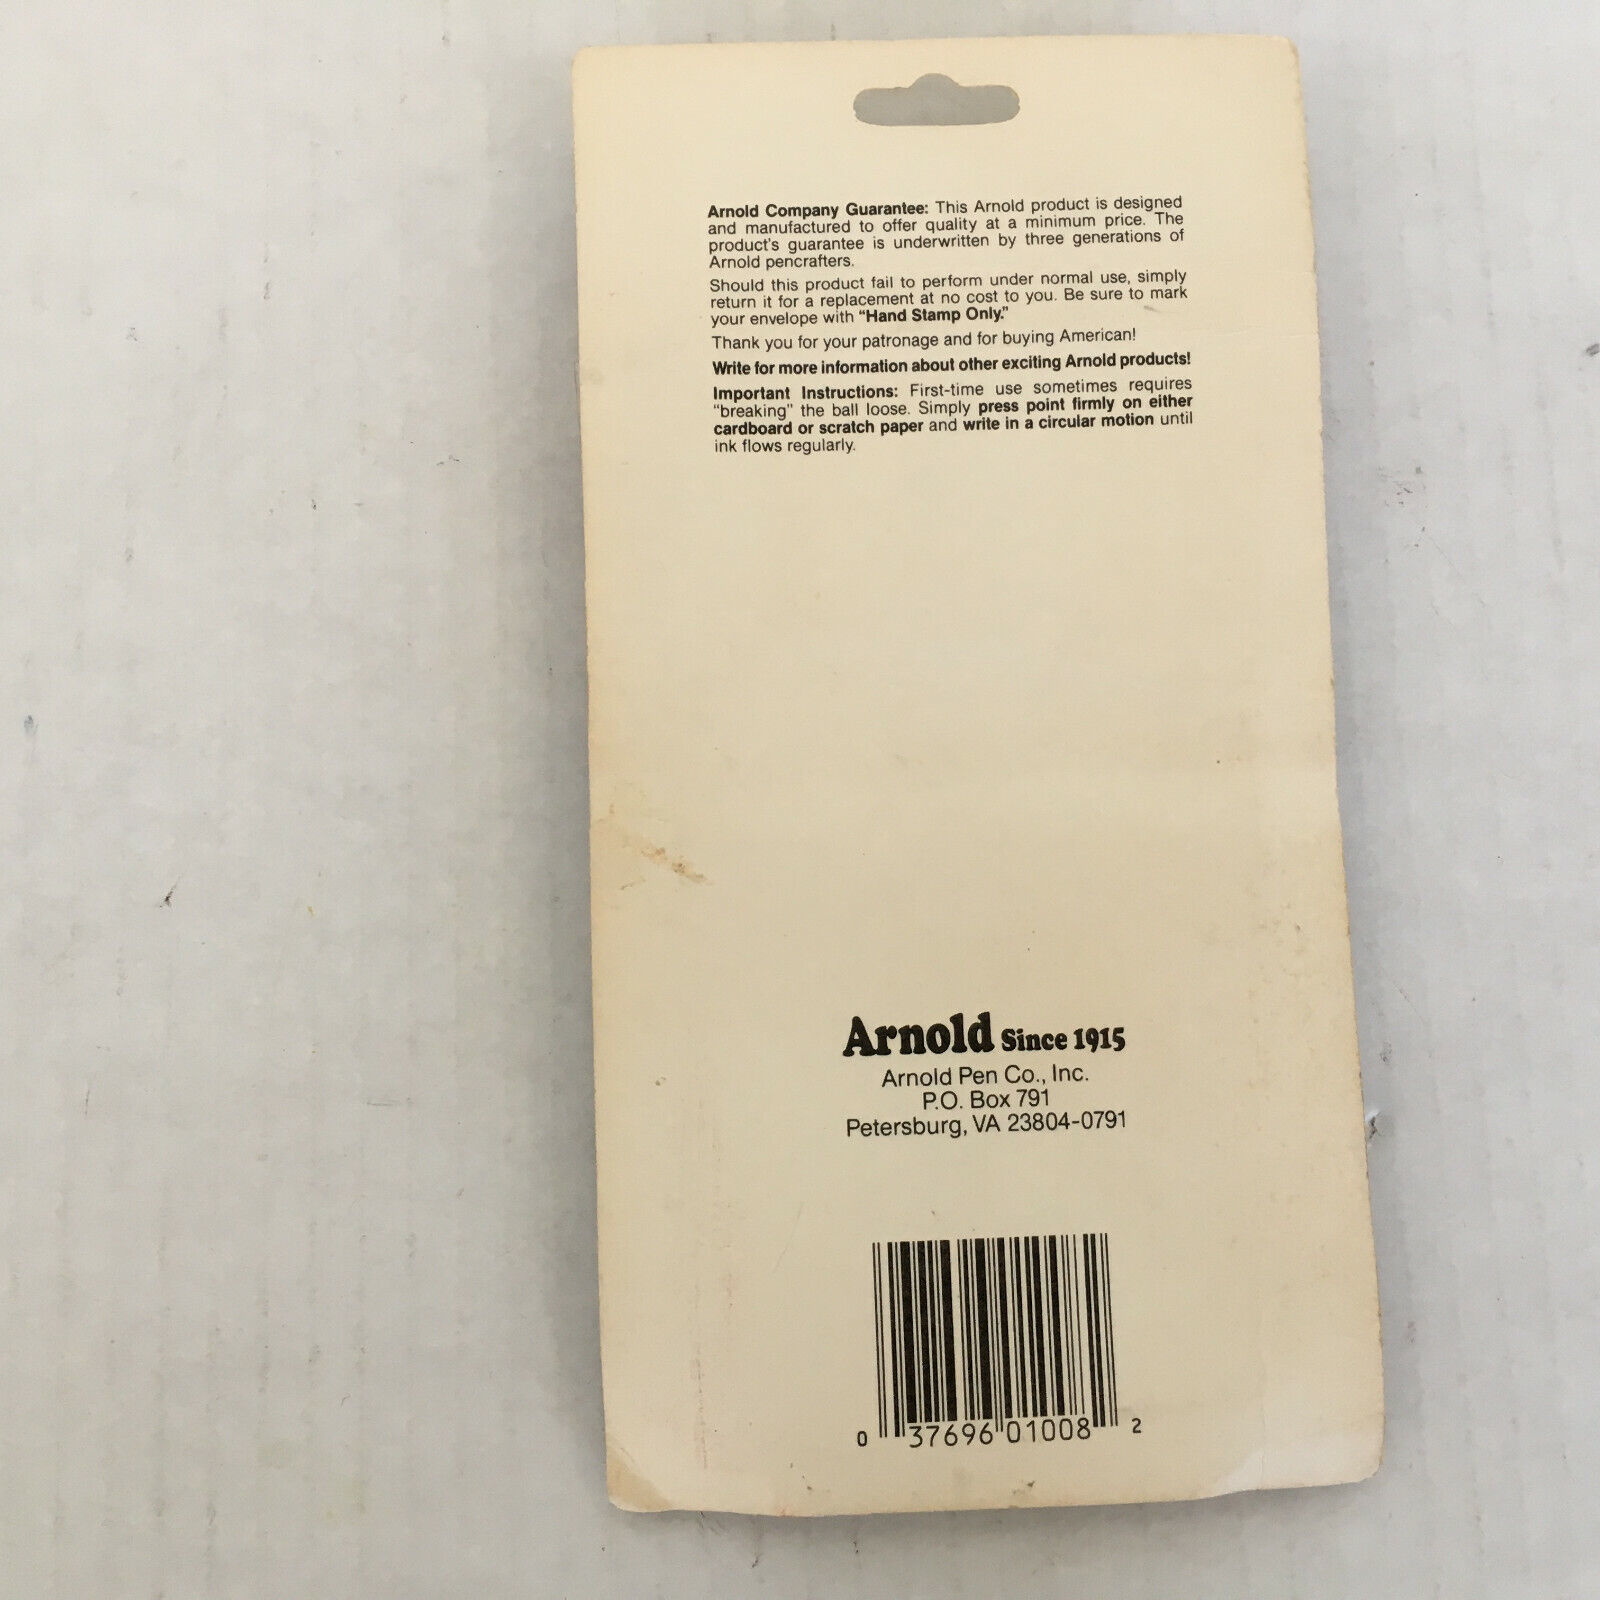 Arnold Company Guarantee: This Arnold product is designed
and manufactured to offer quality at a minimum price. The
product's guarantee is underwritten by three generations of
Arnold pencrafters.
Should this product fail to perform under normal use, simply
return it for a replacement at no cost to you. Be sure to mark
your envelope with “Hand Stamp Only.”
Thank you for your patronage and for buying American!
Write for more information about other exciting Arnold products!
Important Instructions: First-time use sometimes requires
"breaking" the ball loose. Simply press point firmly on either
cardboard or scratch paper and write in a circular motion until
ink flows regularly.
Arnold Since 1915
Arnold Pen Co., Inc.
P.O. Box 791
Petersburg, VA 23804-0791
0 37696 01008 2